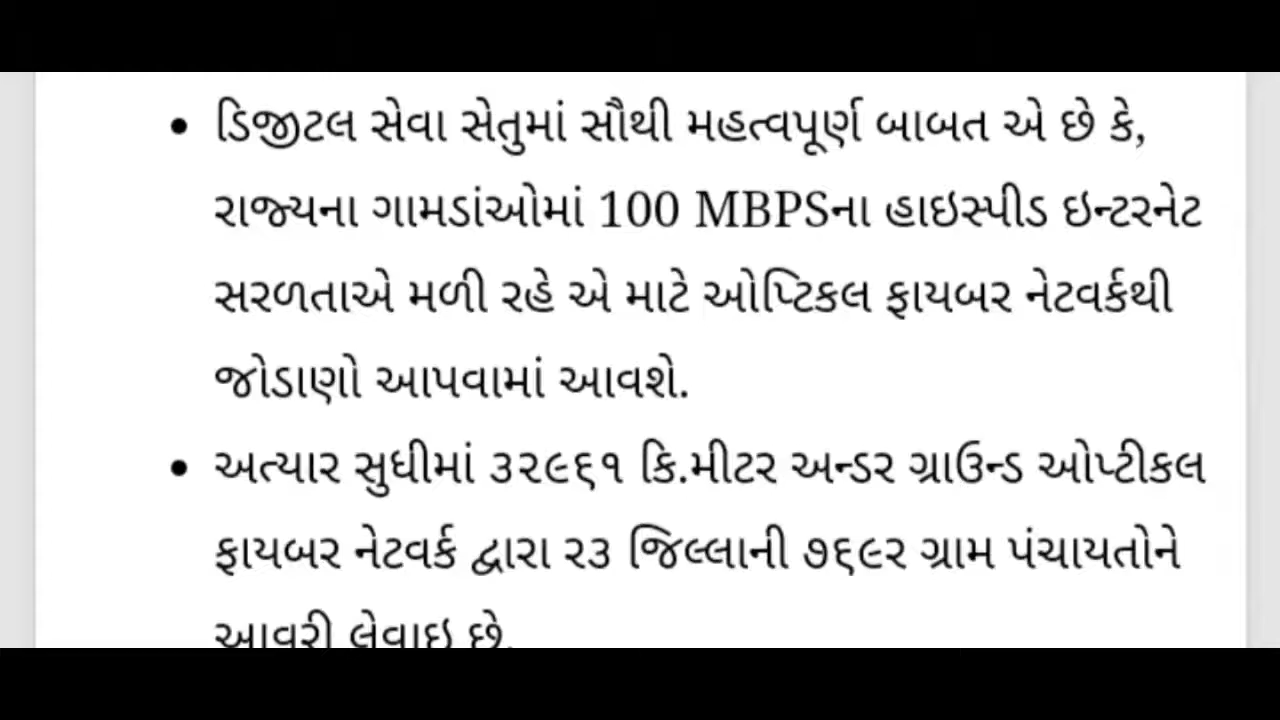 • ડિજીટલ સેવા સેતુમાં સૌથી મહત્વપૂર્ણ બાબત એ છે કે,
રાજ્યના ગામડાંઓમાં 100 MBPSના હાઇસ્પીડ ઇન્ટરનેટ
સરળતાએ મળી રહે એ માટે ઓપ્ટિકલ ફાયબર નેટવર્કથી
જોડાણો આપવામાં આવશે.
• અત્યાર સુધીમાં ૩૨૯૬૧ કિ.મીટર અન્ડર ગ્રાઉન્ડ ઓપ્ટીકલ
ફાયબર નેટવર્ક દ્વારા ૨૩ જિલ્લાની ૭૬૯૨ ગ્રામ પંચાયતોને
આવરી લેવાઇ છે.